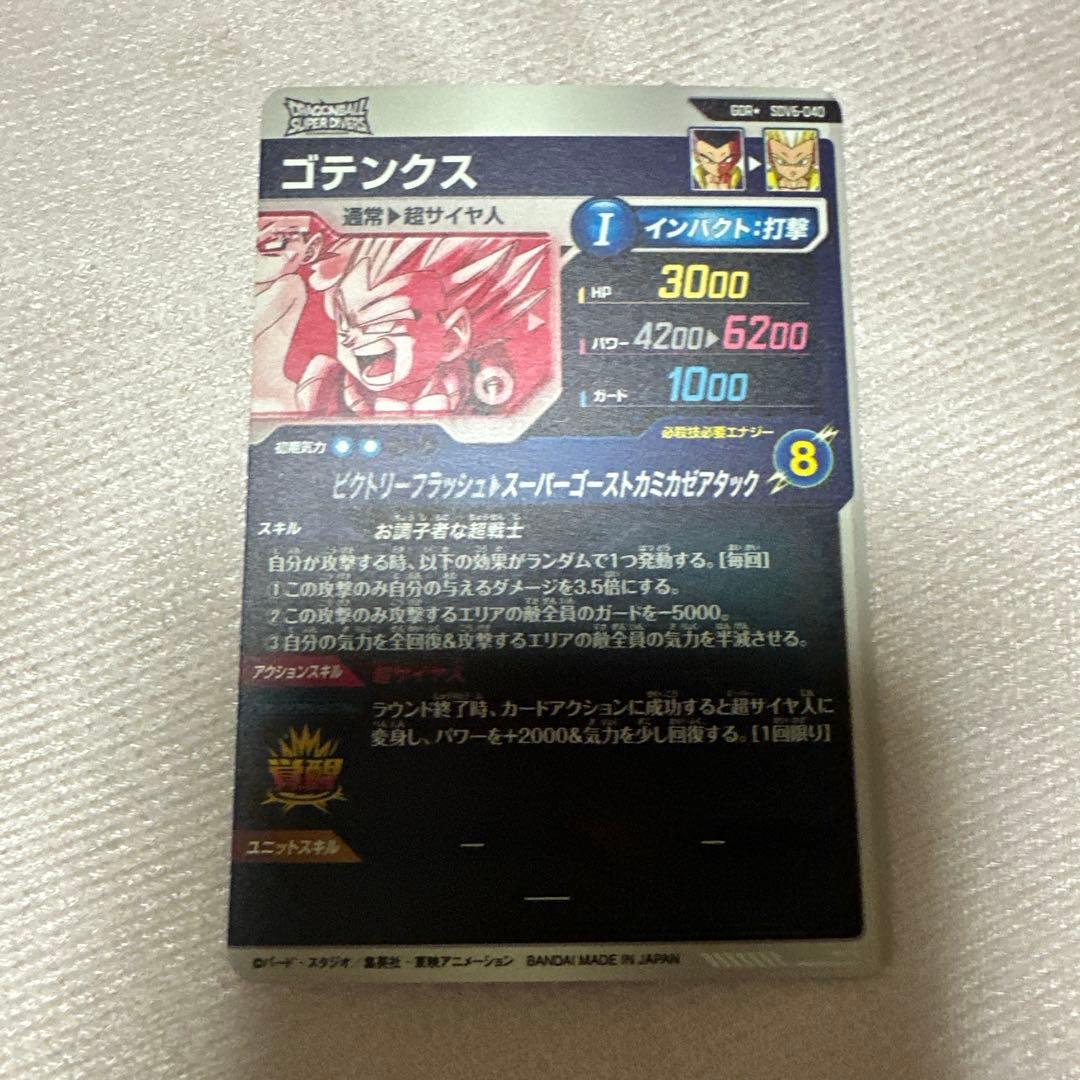 DRAGONBALL SUPER DIVERS
GDR★ SDV6-040
ゴテンクス
通常▶超サイヤ人
I インパクト：打撃
HP 3000
パワー 4200▶6200
ガード 1000
初期気力
必殺技必要エナジー
8
ビクトリーフラッシュ▶スーパーゴーストカミカゼアタック
スキル お調子者な超戦士
自分が攻撃する時、以下の効果がランダムで1つ発動する。[毎回]
①この攻撃のみ自分の与えるダメージを3.5倍にする。
②この攻撃のみ攻撃するエリアの敵全員のガードを－5000。
③自分の気力を全回復&攻撃するエリアの敵全員の気力を半減させる。
アクションスキル 超サイヤ人
ラウンド終了時、カードアクションに成功すると超サイヤ人に
変身し、パワーを+2000&気力を少し回復する。[1回限り]
覚醒
ユニットスキル
— —
—
©バード・スタジオ／集英社・東映アニメーション BANDAI MADE IN JAPAN